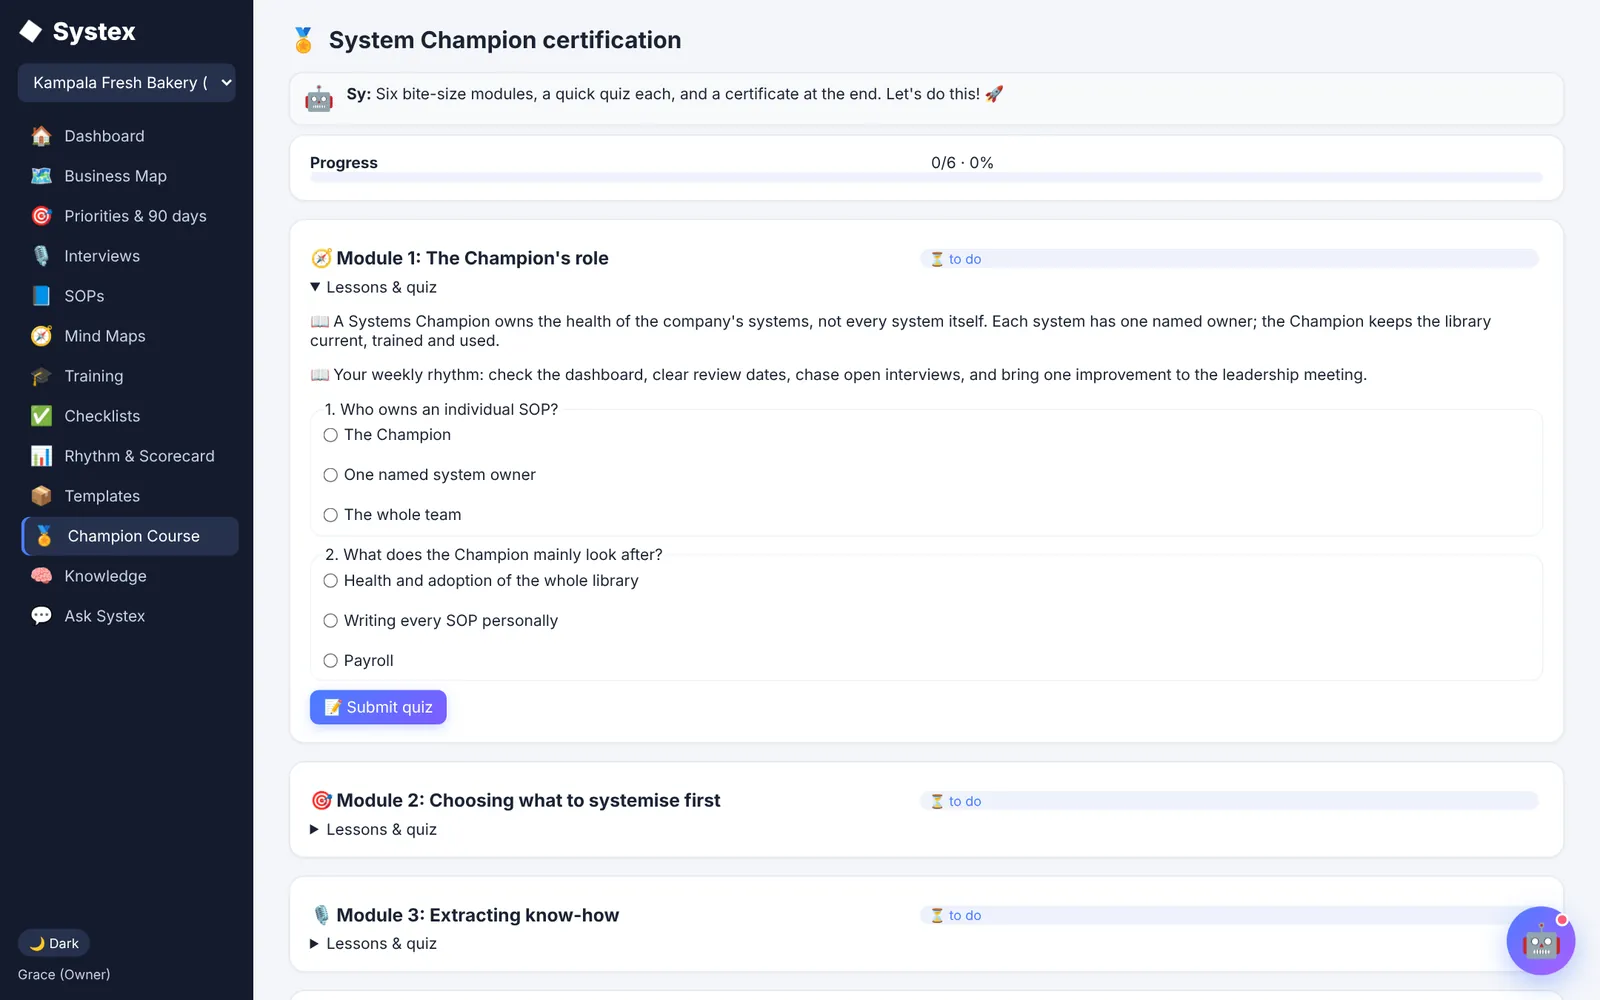 Systex
Kampala Fresh Bakery (
Dashboard
Business Map
Priorities & 90 days
Interviews
SOPs
Mind Maps
Training
Checklists
Rhythm & Scorecard
Templates
Champion Course
Knowledge
Ask Systex
Dark
Grace (Owner)
System Champion certification
Sy: Six bite-size modules, a quick quiz each, and a certificate at the end. Let's do this!
Progress
0/6 · 0%
Module 1: The Champion's role
to do
Lessons & quiz
A Systems Champion owns the health of the company's systems, not every system itself. Each system has one named owner; the Champion keeps the library
current, trained and used.
Your weekly rhythm: check the dashboard, clear review dates, chase open interviews, and bring one improvement to the leadership meeting.
1. Who owns an individual SOP?
The Champion
One named system owner
The whole team
2. What does the Champion mainly look after?
Health and adoption of the whole library
Writing every SOP personally
Payroll
Submit quiz
Module 2: Choosing what to systemise first
to do
Lessons & quiz
Module 3: Extracting know-how
to do
Lessons & quiz